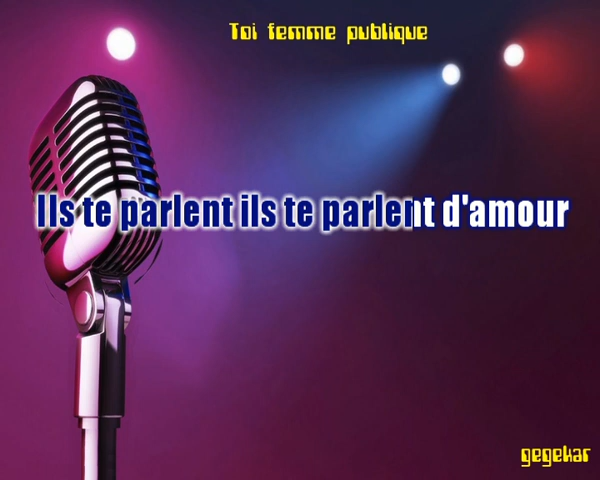 Toi femme publique
Ils te parlent ils te parlent d'amour
gegekar